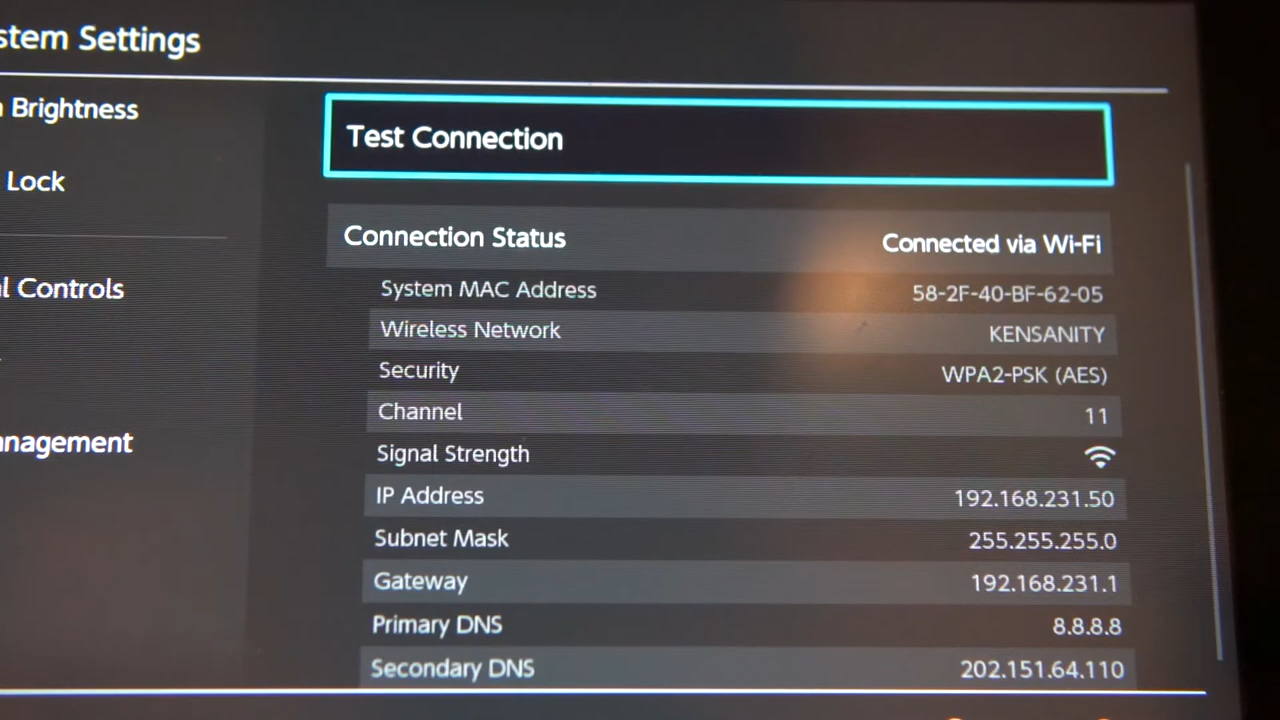 stem Settings
Brightness
Lock
l Controls
nagement
Test Connection
Connection Status Connected via Wi-Fi
System MAC Address 58-2F-40-BF-62-05
Wireless Network KENSANITY
Security WPA2-PSK (AES)
Channel 11
Signal Strength
IP Address 192.168.231.50
Subnet Mask 255.255.255.0
Gateway 192.168.231.1
Primary DNS 8.8.8.8
Secondary DNS 202.151.64.110